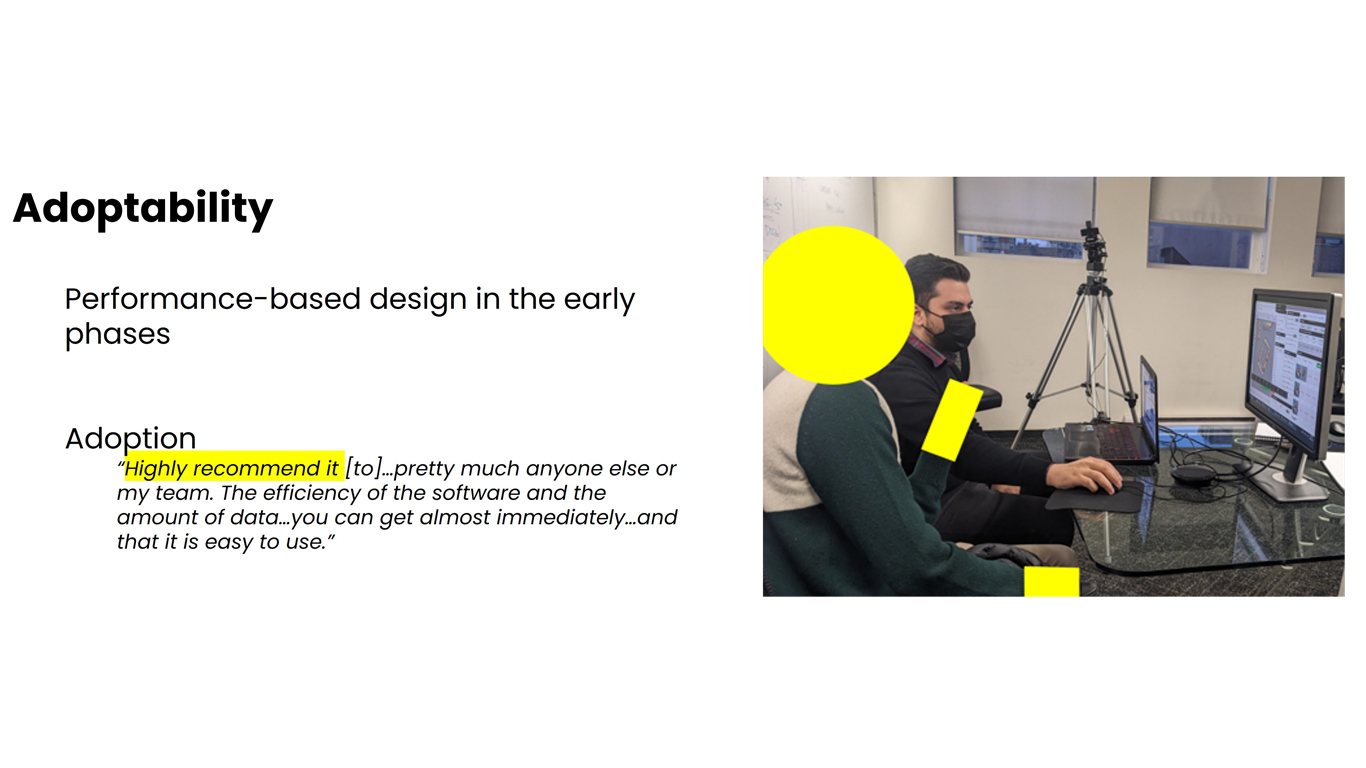 Adoptability
Performance-based design in the early
phases
Adoption
“Highly recommend it [to]…pretty much anyone else or
my team. The efficiency of the software and the
amount of data…you can get almost immediately…and
that it is easy to use.”